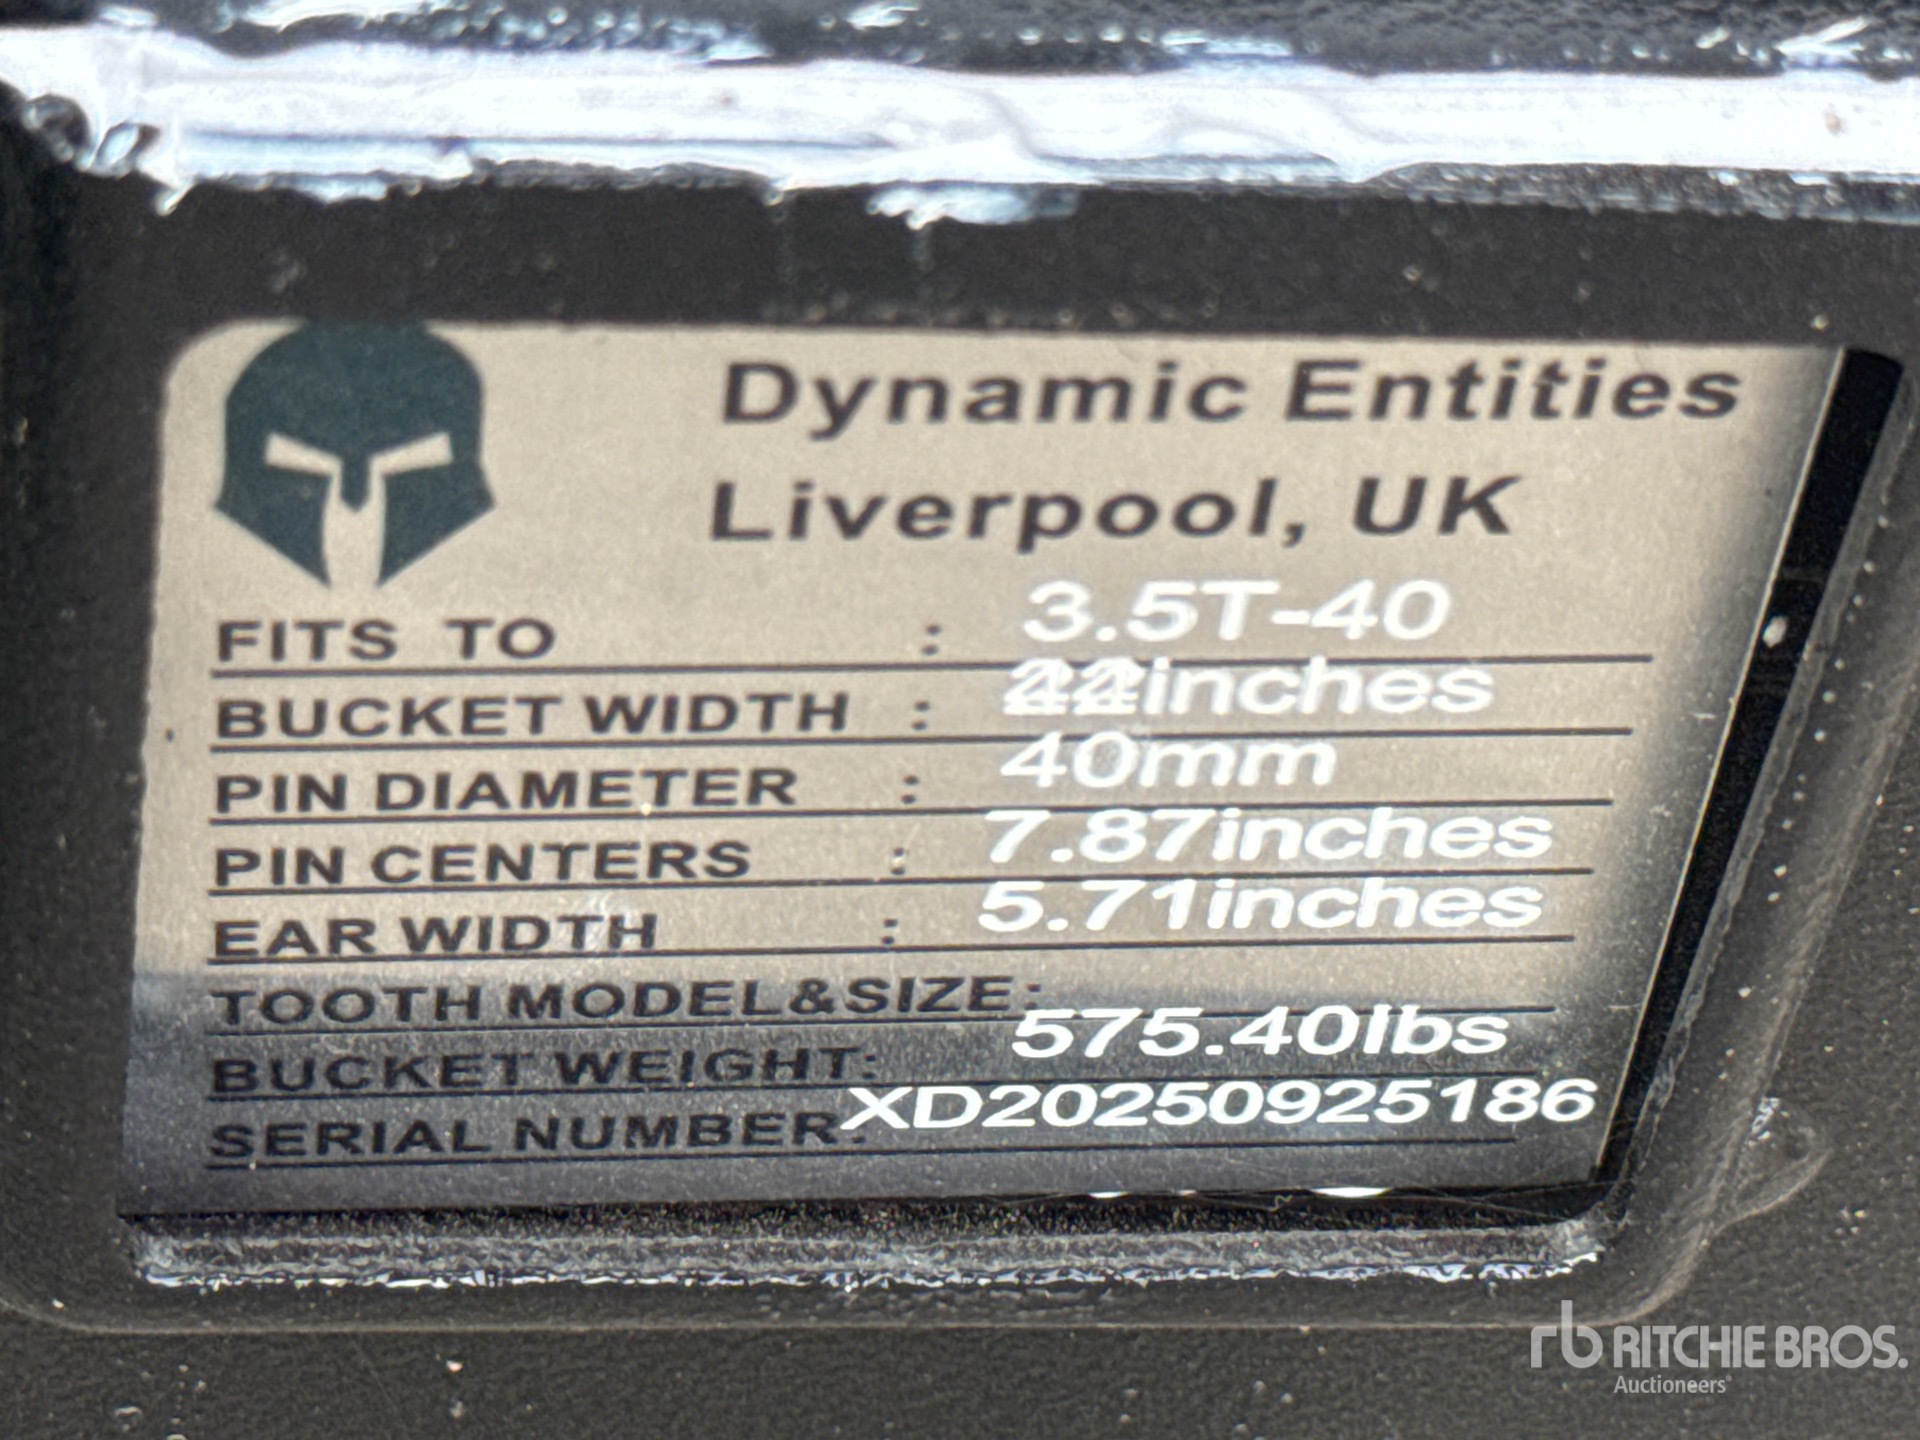 Dynamic Entities
Liverpool, UK
FITS TO : 3.5T-40
BUCKET WIDTH : inches
PIN DIAMETER : 40mm
PIN CENTERS : 7.87inches
EAR WIDTH : 5.71inches
TOOTH MODEL&SIZE:
BUCKET WEIGHT: 575.40lbs
SERIAL NUMBER: XD20250925186
rb RITCHIE BROS.
Auctioneers